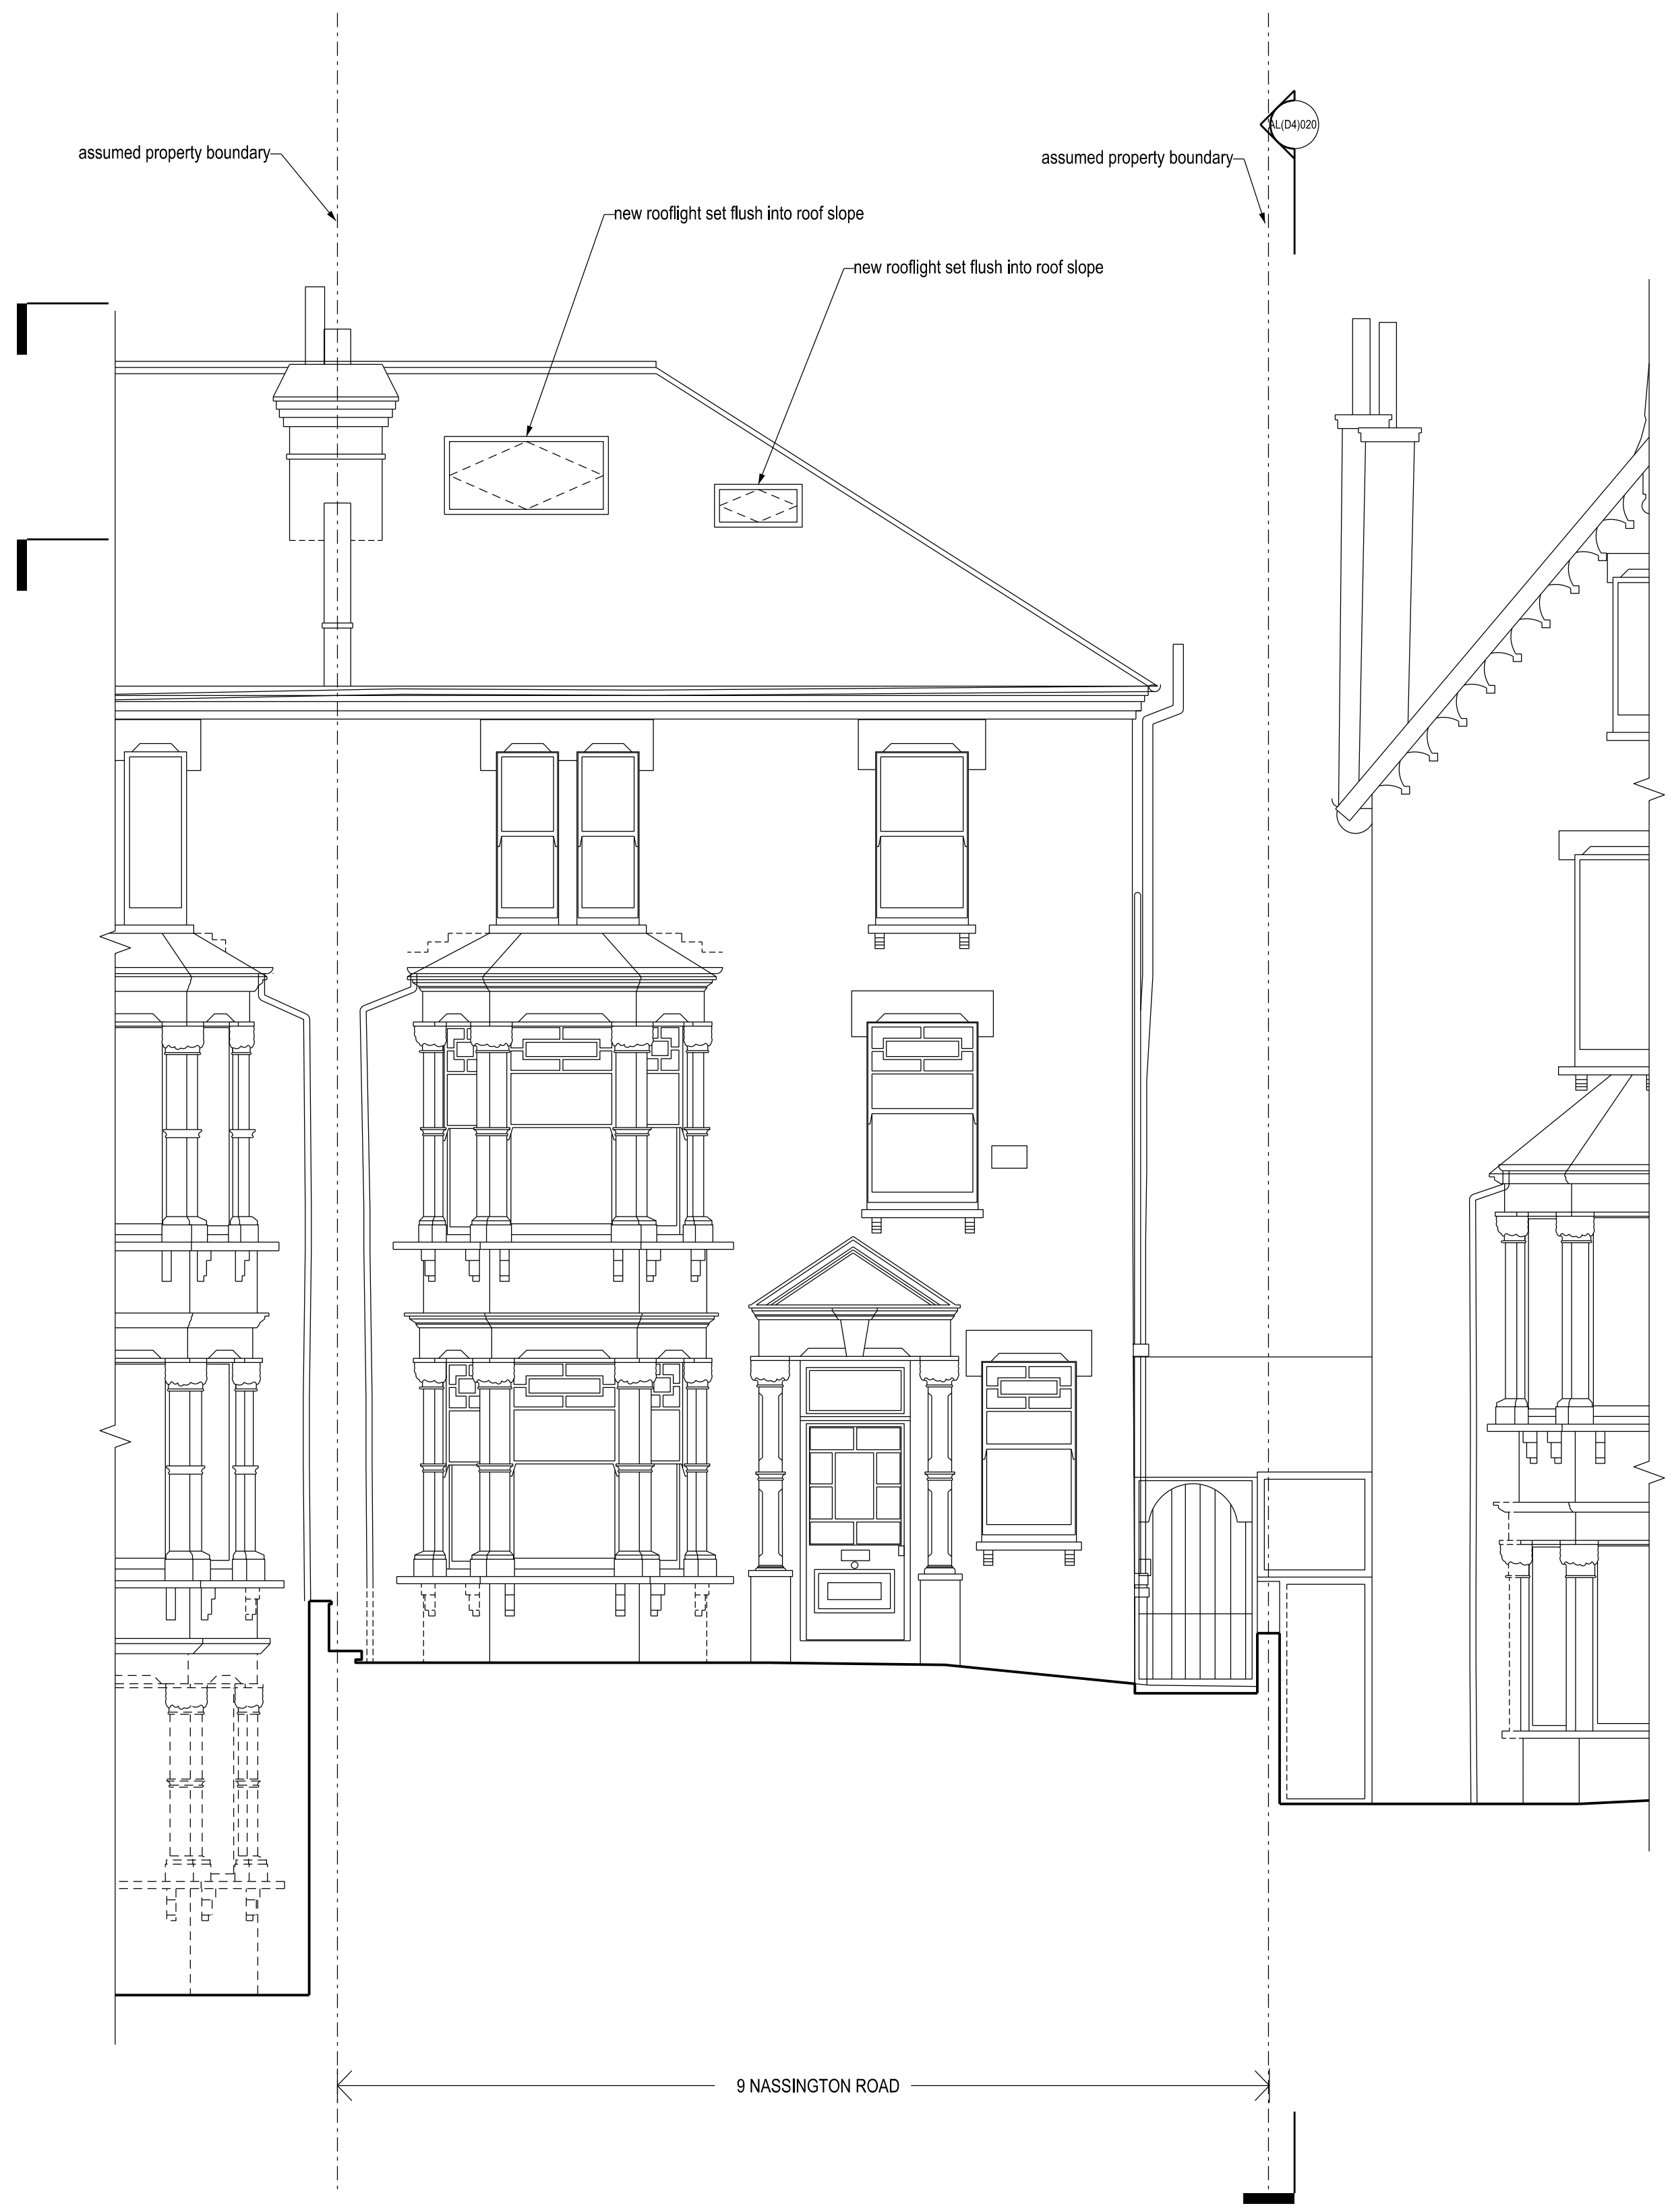 AL(D4)020
assumed property boundary
assumed property boundary
new rooflight set flush into roof slope
new rooflight set flush into roof slope
9 NASSINGTON ROAD